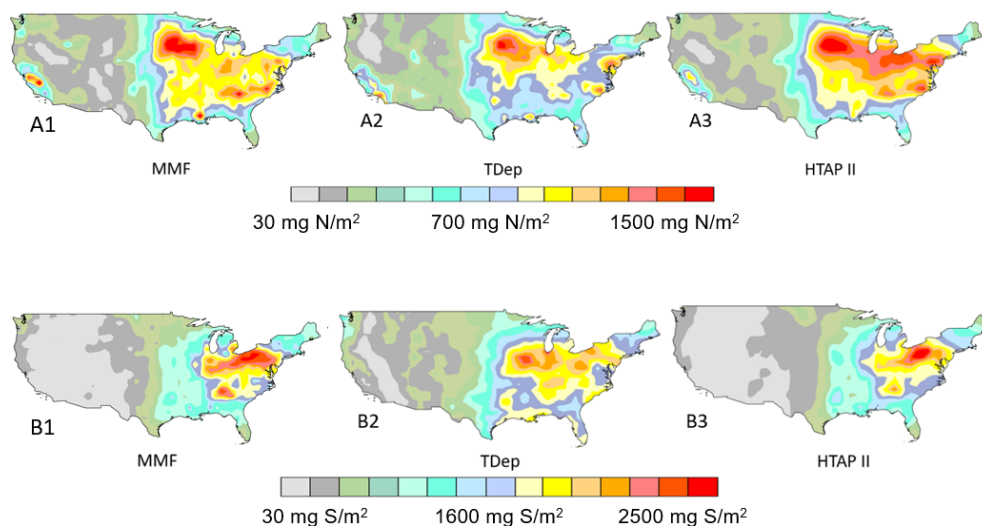 A1
A2
A3
MMF
TDep
HTAP II
30 mg N/m²
700 mg N/m²
1500 mg N/m²
B1
B2
B3
MMF
TDep
HTAP II
30 mg S/m²
1600 mg S/m²
2500 mg S/m²